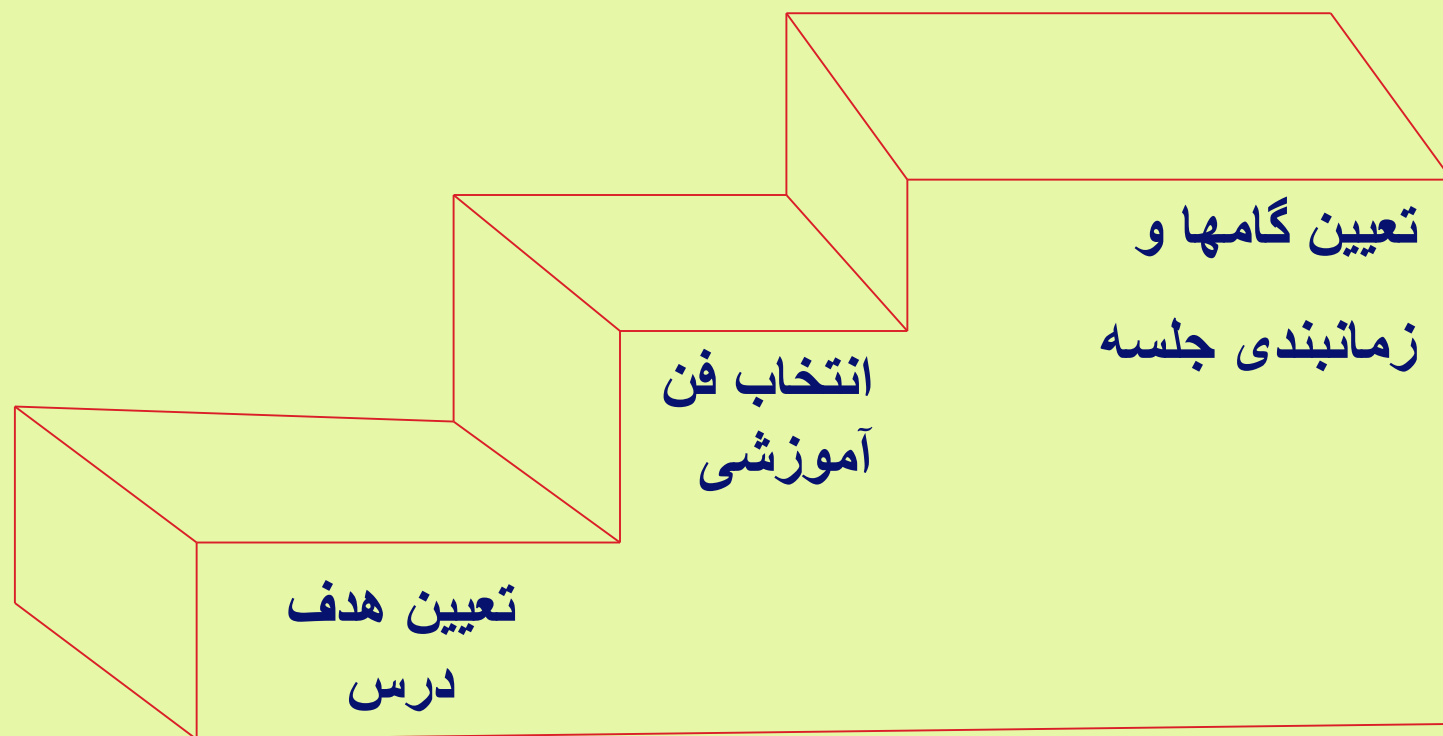 تعیین گامها و
زمانبندی جلسه
انتخاب فن
آموزشی
تعیین هدف
درس